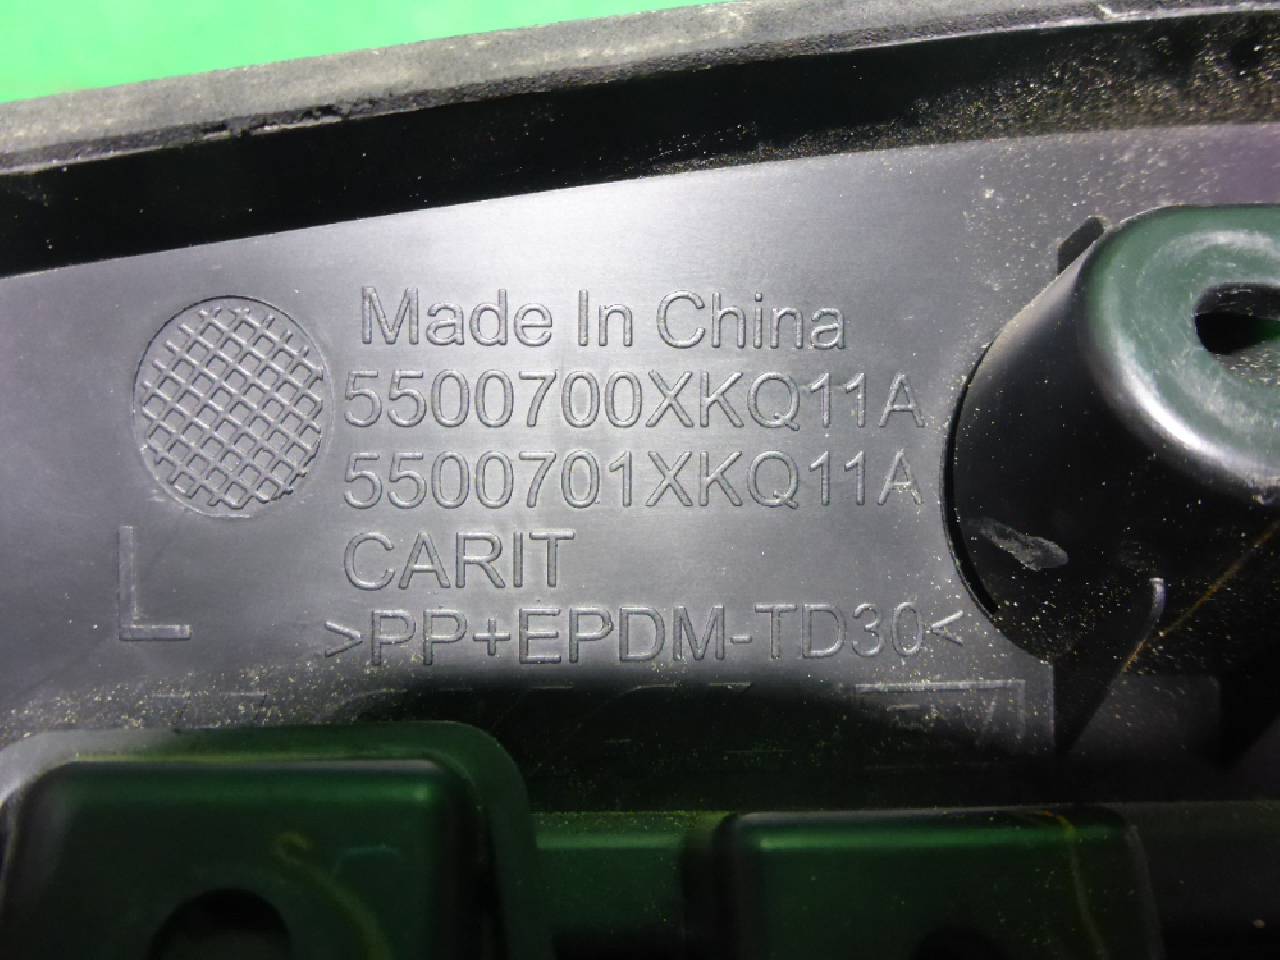 Made In China
5500700XKQ11A
5500701XKQ11A
CARIT
L
>PP+EPDM-TD30<